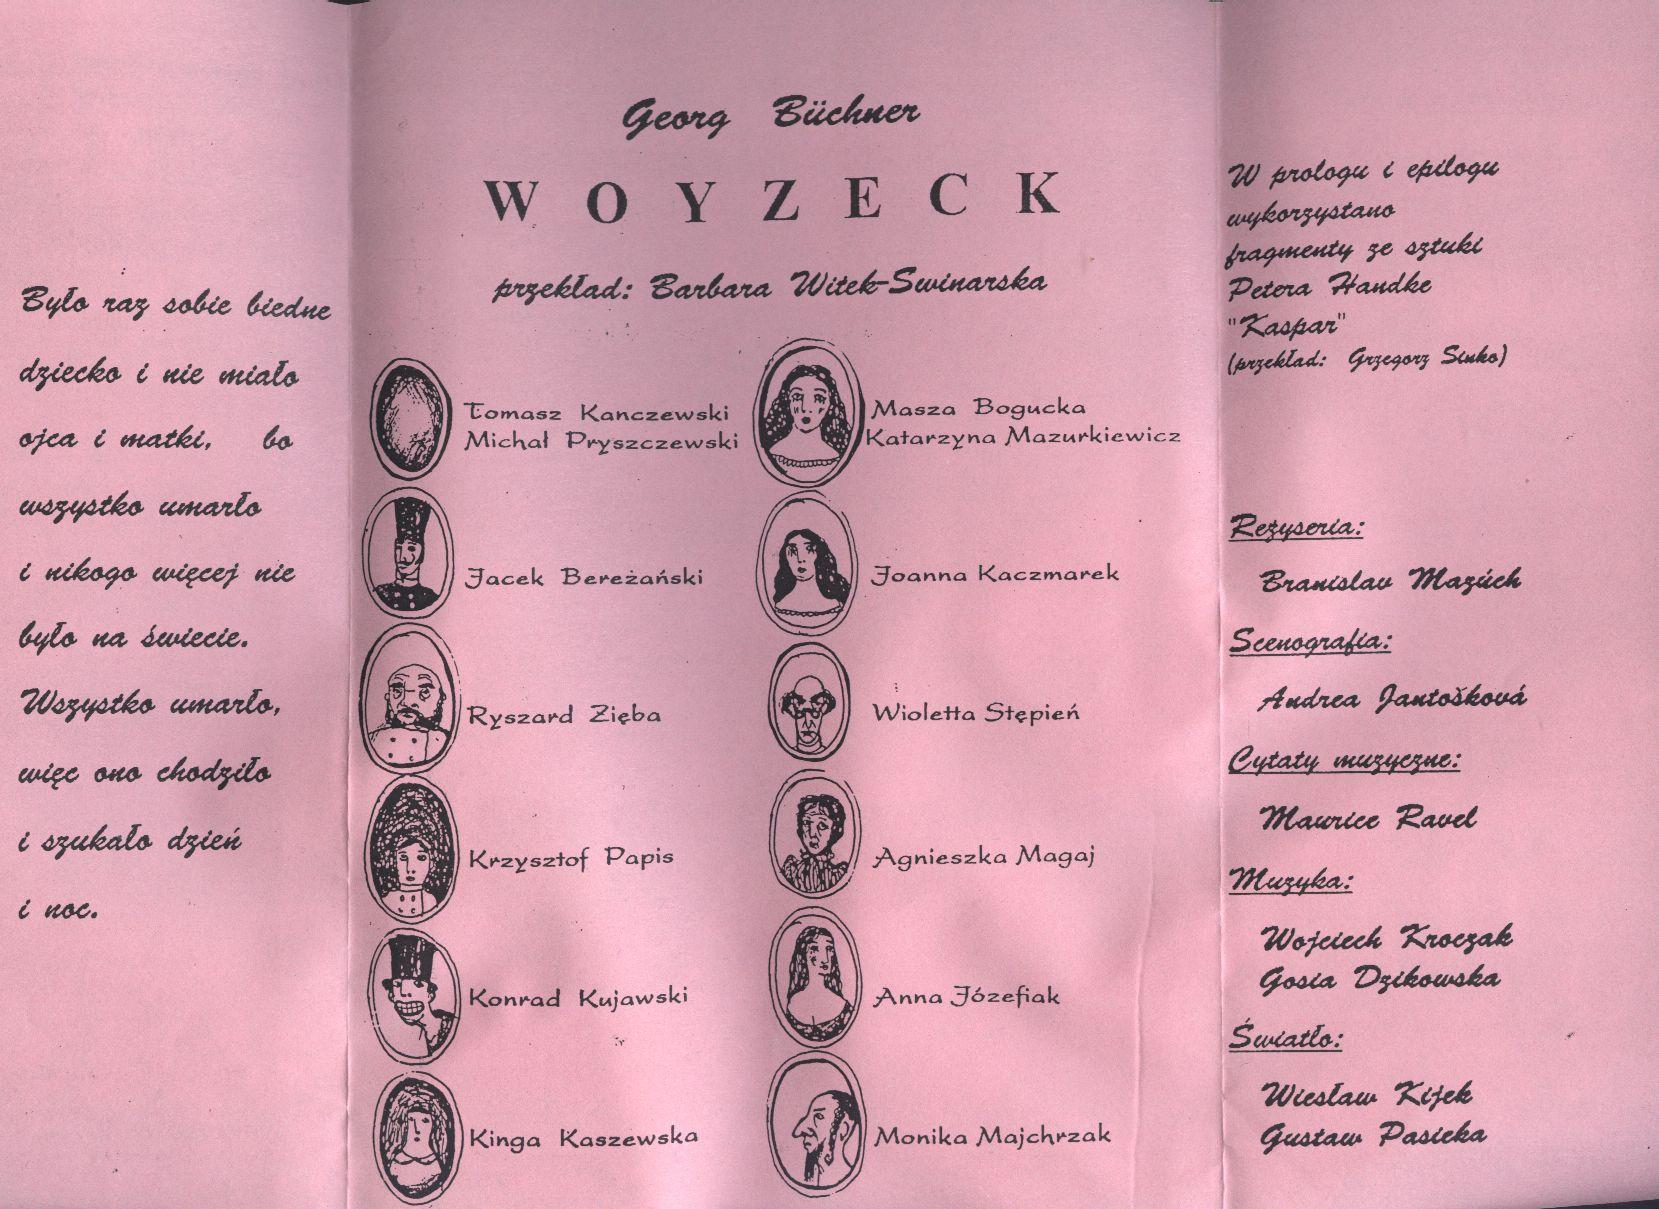 Było raz sobie biedne
dziecko i nie miało
ojca i matki, bo
wszystko umarło
i nikogo więcej nie
było na świecie.
Wszystko umarło,
więc ono chodziło
i szukało dzień
i noc.
Georg Büchner
WOYZECK
przekład: Barbara Witek-Swinarska
Tomasz Kanczewski
Michał Pryszczewski
Jacek Bereżański
Ryszard Zięba
Krzysztof Papis
Konrad Kujawski
Kinga Kaszewska
Masza Bogucka
Katarzyna Mazurkiewicz
Joanna Kaczmarek
Wioletta Stępień
Agnieszka Magaj
Anna Józefiak
Monika Majchrzak
W prologu i epilogu
wykorzystano
fragmenty ze sztuki
Petera Handke
"Kaspar"
(przekład: Grzegorz Sinko)
Reżyseria:
Branislav Mazúch
Scenografia:
Andrea Jantošková
Cytaty muzyczne:
Maurice Ravel
Muzyka:
Wojciech Kroczak
Gosia Dzikowska
Światło:
Wiesław Kijek
Gustaw Pasieka